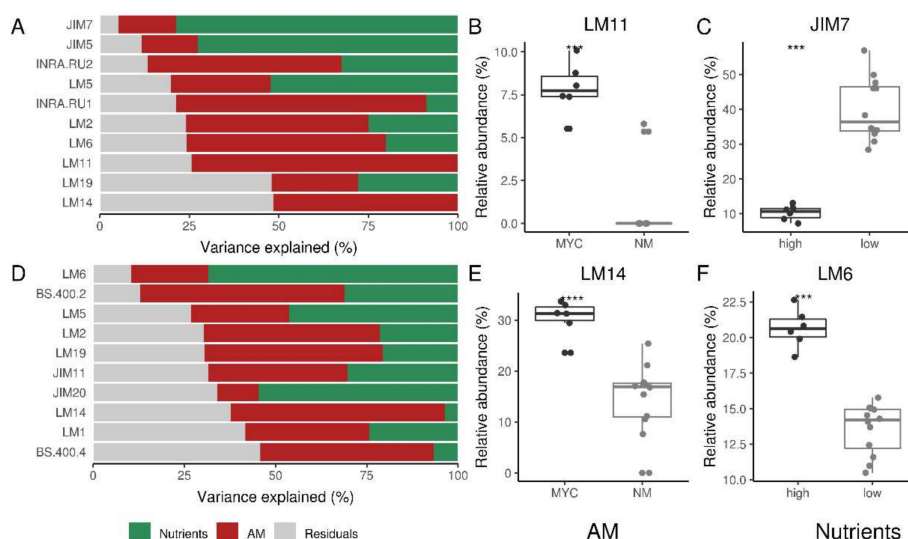 A
JIM7
JIM5
INRA.RU2
LM5
INRA.RU1
LM2
LM6
LM11
LM19
LM14
0 25 50 75 100
Variance explained (%)
B LM11
Relative abundance (%)
10.0
7.5
5.0
2.5
0.0
***
MYC NM
C JIM7
Relative abundance (%)
50
40
30
20
10
***
high low
D
LM6
BS.400.2
LM5
LM2
LM19
JIM11
JIM20
LM14
LM1
BS.400.4
0 25 50 75 100
Variance explained (%)
E LM14
Relative abundance (%)
30
20
10
0
****
MYC NM
AM
F LM6
Relative abundance (%)
22.5
20.0
17.5
15.0
12.5
10.0
***
high low
Nutrients
Nutrients AM Residuals